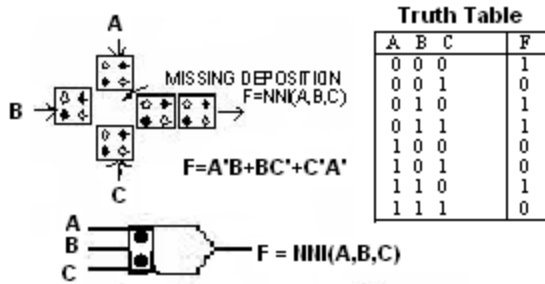 A
B
MISSING DEPOSITION
F=NNI(A,B,C)
C
F=A'B+BC'+C'A'
A
B
C
F = NNI(A,B,C)
Truth Table
A B C F
0 0 0 1
0 0 1 0
0 1 0 1
0 1 1 1
1 0 0 0
1 0 1 0
1 1 0 1
1 1 1 0